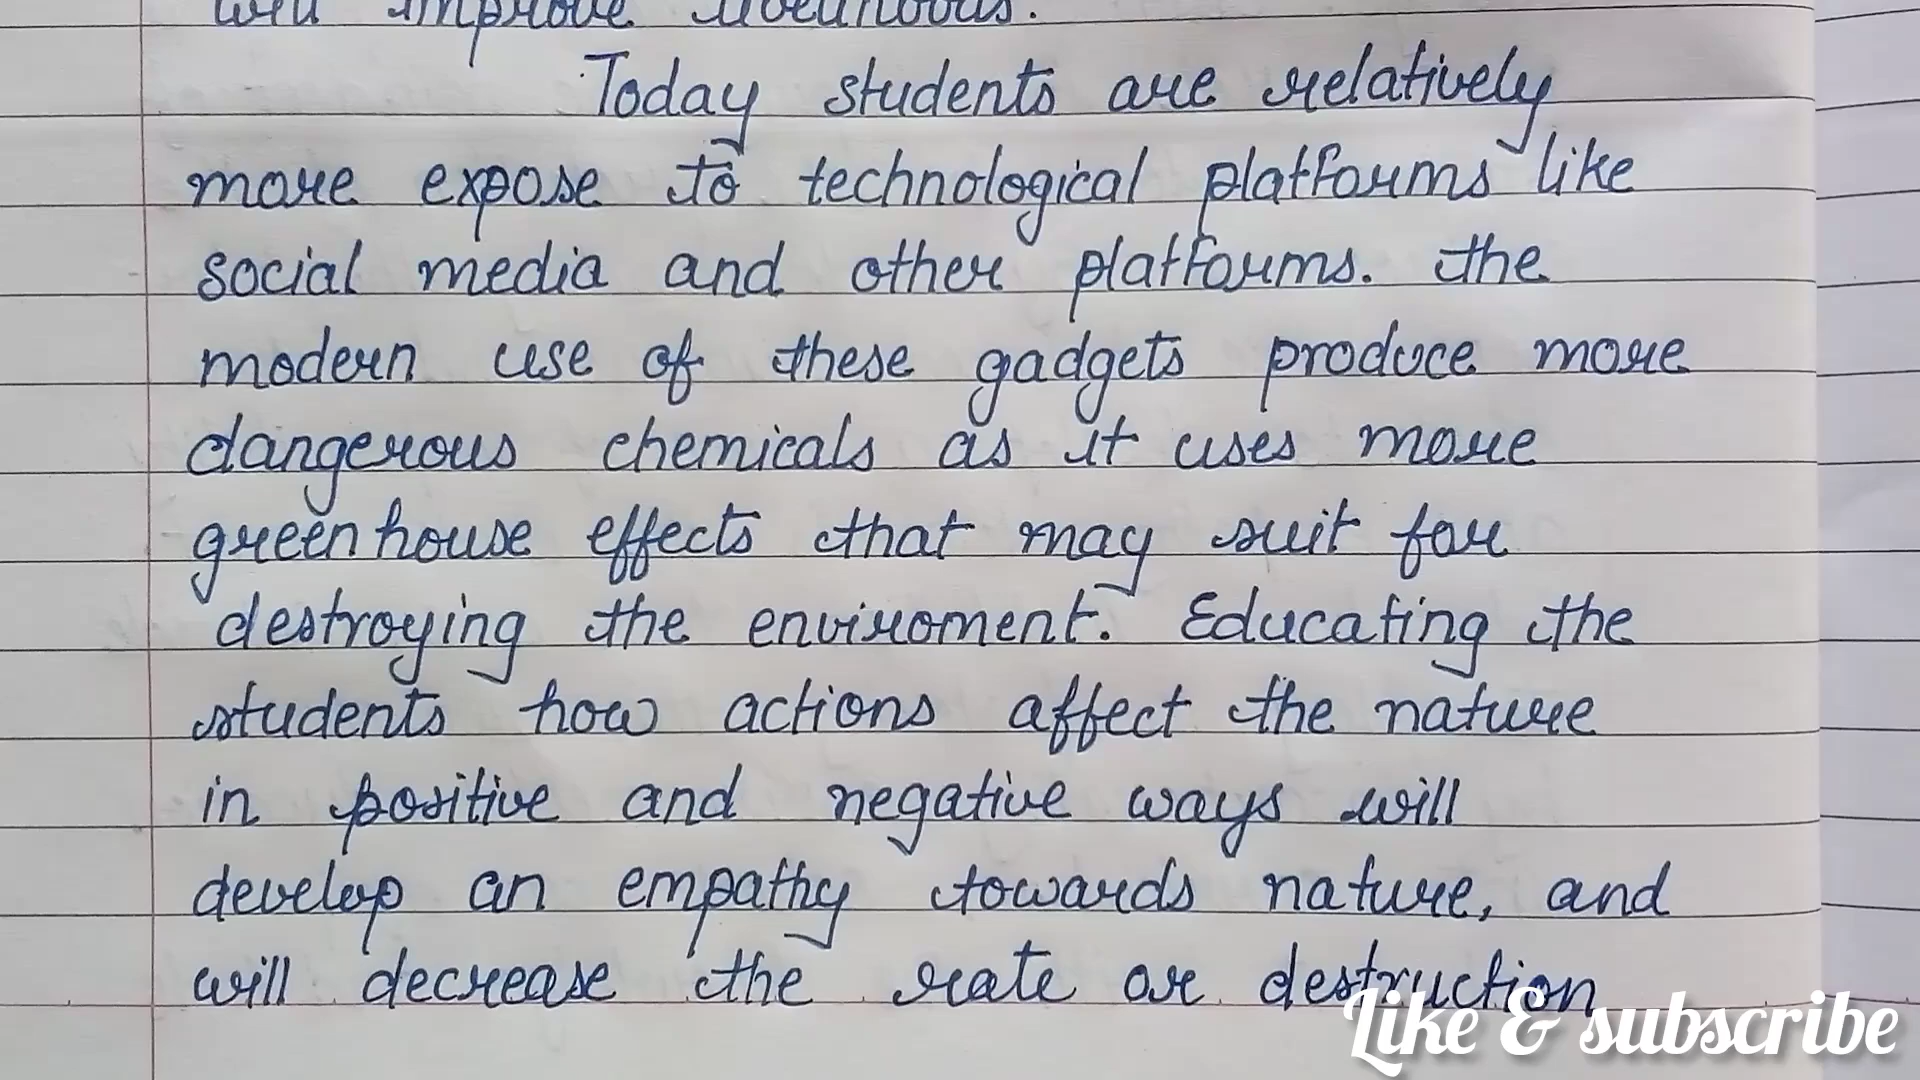 will improve livelihoods.
Today students are relatively
more expose to technological platforms like
social media and other platforms. the
modern use of these gadgets produce more
dangerous chemicals as it uses more
greenhouse effects that may suit for
destroying the enviroment. Educating the
students how actions affect the nature
in positive and negative ways will
develop an empathy towards nature, and
will decrease the rate or destruction
Like & subscribe